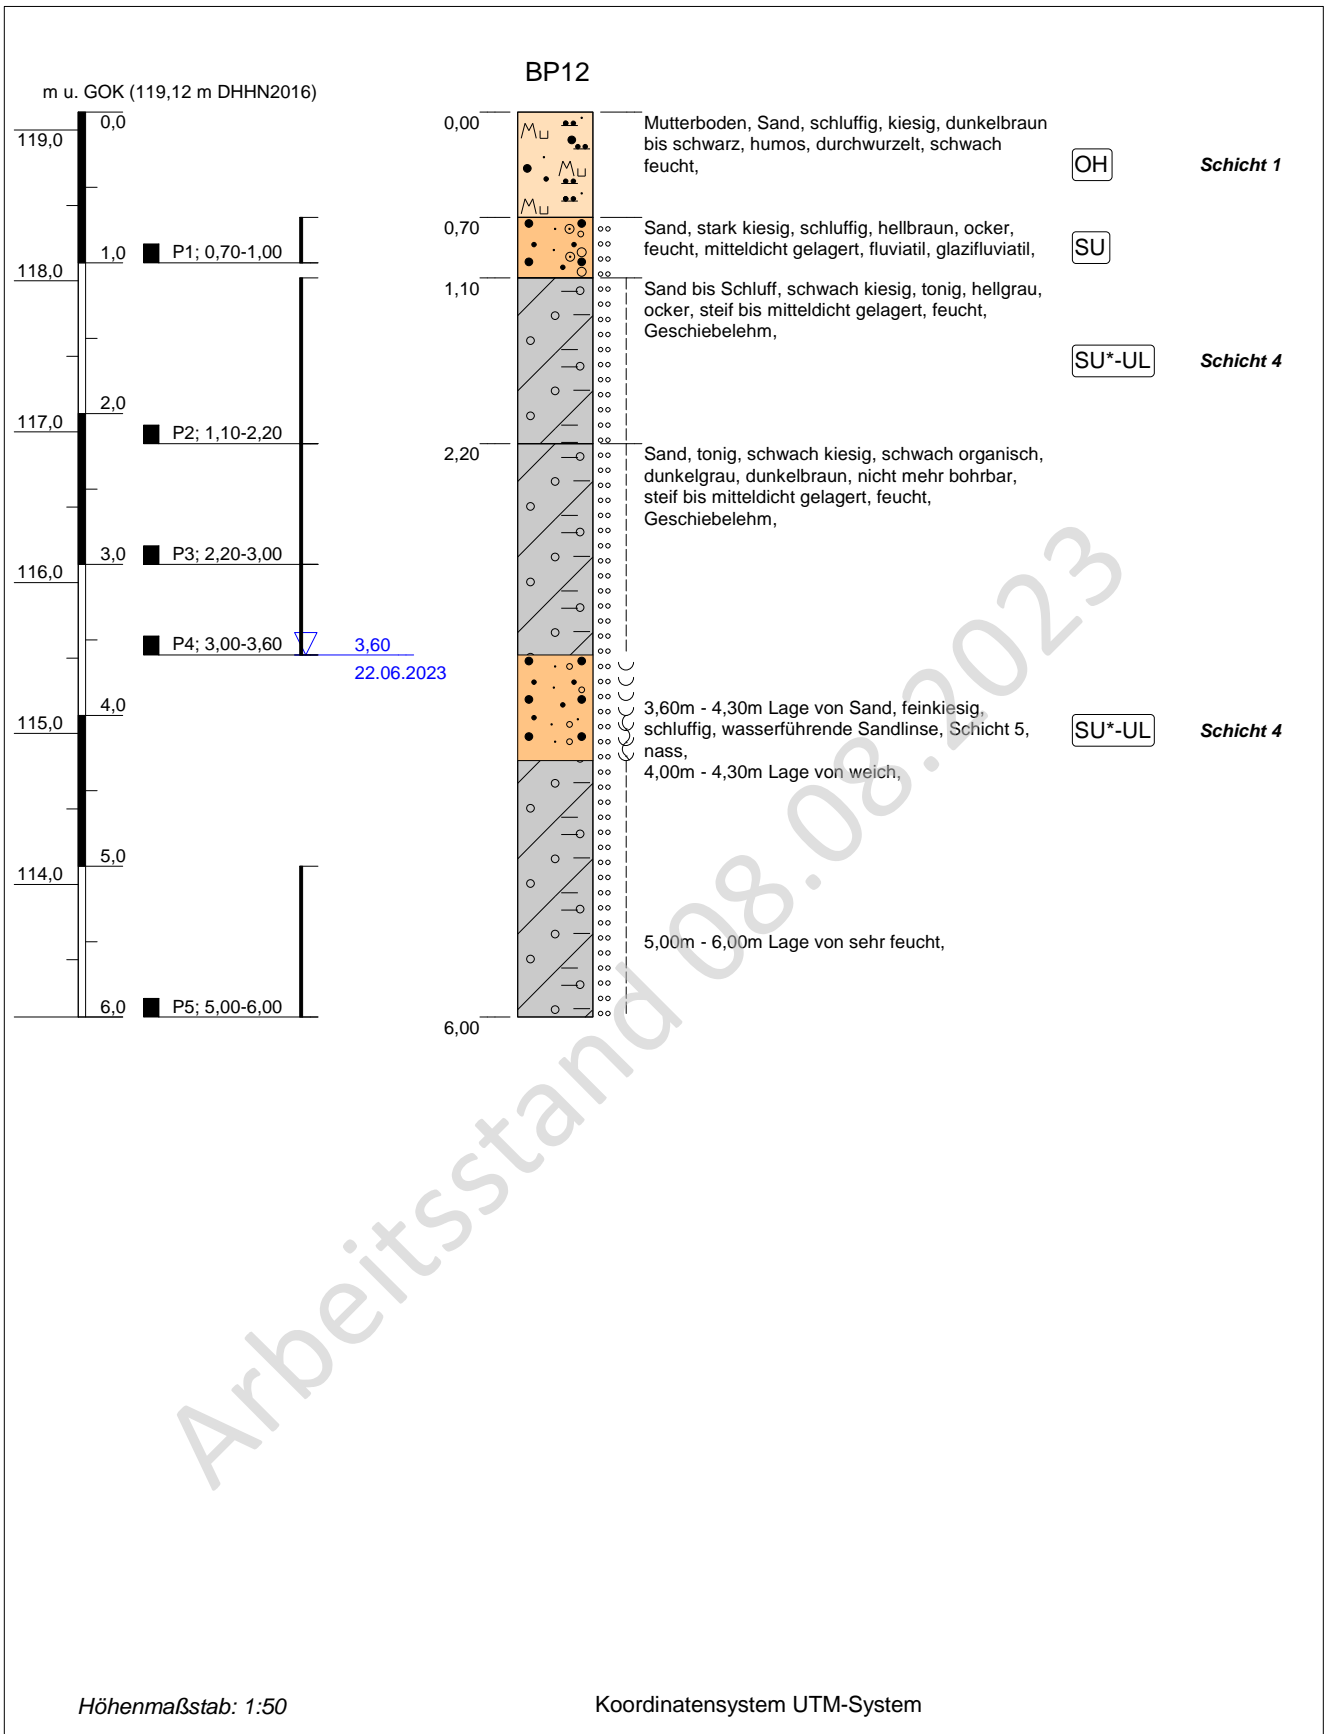 BP12
m u. GOK (119,12 m DHHN2016)
119,0
0,0
0,00
Mutterboden, Sand, schluffig, kiesig, dunkelbraun
bis schwarz, humos, durchwurzelt, schwach
feucht,
OH
Schicht 1
Mu
Mu
Mu
0,70
Sand, stark kiesig, schluffig, hellbraun, ocker,
feucht, mitteldicht gelagert, fluviatil, glazifluviatil,
SU
1,0
P1; 0,70-1,00
118,0
1,10
Sand bis Schluff, schwach kiesig, tonig, hellgrau,
ocker, steif bis mitteldicht gelagert, feucht,
Geschiebelehm,
SU*-UL
Schicht 4
2,0
117,0
P2; 1,10-2,20
2,20
Sand, tonig, schwach kiesig, schwach organisch,
dunkelgrau, dunkelbraun, nicht mehr bohrbar,
steif bis mitteldicht gelagert, feucht,
Geschiebelehm,
3,0
P3; 2,20-3,00
116,0
P4; 3,00-3,60
3,60
22.06.2023
4,0
115,0
3,60m - 4,30m Lage von Sand, feinkiesig,
schluffig, wasserführende Sandlinse, Schicht 5,
nass,
4,00m - 4,30m Lage von weich,
SU*-UL
Schicht 4
5,0
114,0
5,00m - 6,00m Lage von sehr feucht,
6,0
P5; 5,00-6,00
6,00
Arbeitsstand 08.08.2023
Höhenmaßstab: 1:50
Koordinatensystem UTM-System